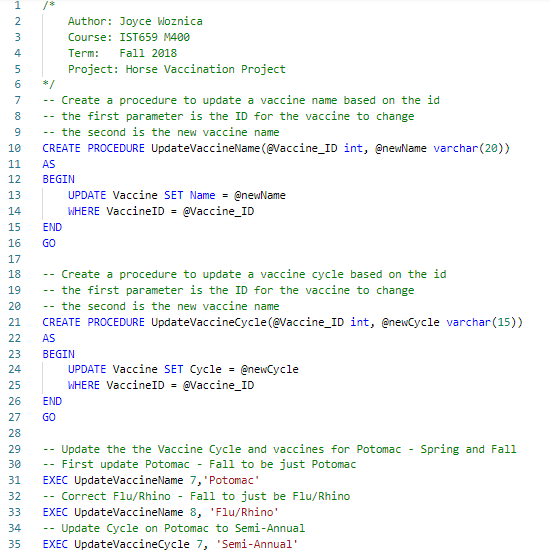 1 /*
2     Author: Joyce Woznica
3     Course: IST659 M400
4     Term:   Fall 2018
5     Project: Horse Vaccination Project
6 */
7 -- Create a procedure to update a vaccine name based on the id
8 -- the first parameter is the ID for the vaccine to change
9 -- the second is the new vaccine name
10 CREATE PROCEDURE UpdateVaccineName(@Vaccine_ID int, @newName varchar(20))
11 AS
12 BEGIN
13     UPDATE Vaccine SET Name = @newName
14     WHERE VaccineID = @Vaccine_ID
15 END
16 GO
17
18 -- Create a procedure to update a vaccine cycle based on the id
19 -- the first parameter is the ID for the vaccine to change
20 -- the second is the new vaccine name
21 CREATE PROCEDURE UpdateVaccineCycle(@Vaccine_ID int, @newCycle varchar(15))
22 AS
23 BEGIN
24     UPDATE Vaccine SET Cycle = @newCycle
25     WHERE VaccineID = @Vaccine_ID
26 END
27 GO
28
29 -- Update the the Vaccine Cycle and vaccines for Potomac - Spring and Fall
30 -- First update Potomac - Fall to be just Potomac
31 EXEC UpdateVaccineName 7,'Potomac'
32 -- Correct Flu/Rhino - Fall to just be Flu/Rhino
33 EXEC UpdateVaccineName 8, 'Flu/Rhino'
34 -- Update Cycle on Potomac to Semi-Annual
35 EXEC UpdateVaccineCycle 7, 'Semi-Annual'